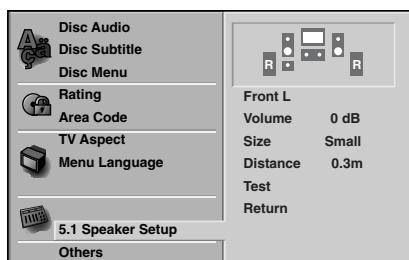 Disc Audio
Disc Subtitle
Disc Menu
Rating
Area Code
TV Aspect
Menu Language
5.1 Speaker Setup
Others
R R
Front L
Volume 0 dB
Size Small
Distance 0.3m
Test
Return